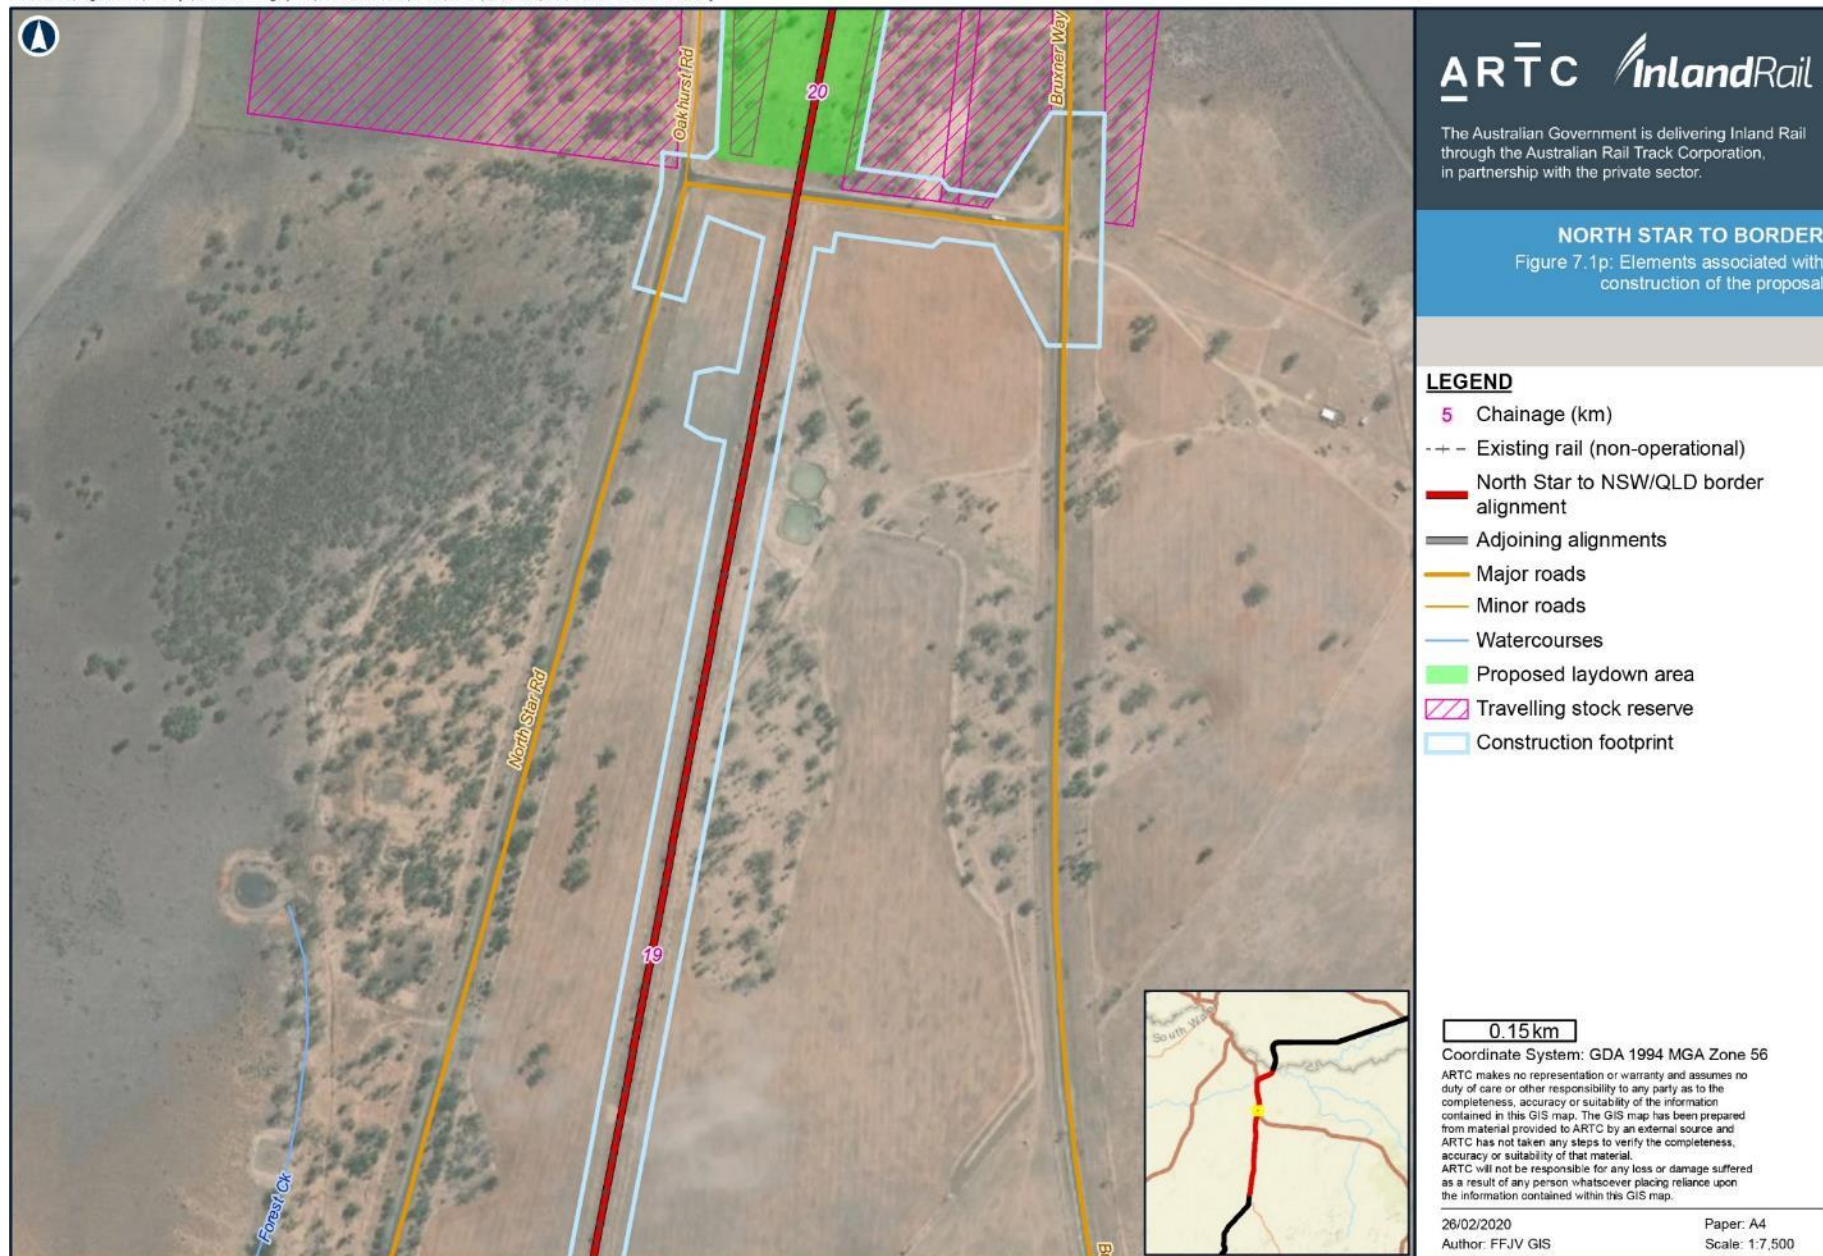 Oakhurst Rd
20
Bruxner Way
North Star Rd
19
Forest Ck
South Wales
ARTC InlandRail
The Australian Government is delivering Inland Rail
through the Australian Rail Track Corporation,
in partnership with the private sector.
NORTH STAR TO BORDER
Figure 7.1p: Elements associated with
construction of the proposal
LEGEND
5 Chainage (km)
Existing rail (non-operational)
North Star to NSW/QLD border
alignment
Adjoining alignments
Major roads
Minor roads
Watercourses
Proposed laydown area
Travelling stock reserve
Construction footprint
0.15km
Coordinate System: GDA 1994 MGA Zone 56
ARTC makes no representation or warranty and assumes no
duty of care or other responsibility to any party as to the
completeness, accuracy or suitability of the information
contained in this GIS map. The GIS map has been prepared
from material provided to ARTC by an external source and
ARTC has not taken any steps to verify the completeness,
accuracy or suitability of that material.
ARTC will not be responsible for any loss or damage suffered
as a result of any person whatsoever placing reliance upon
the information contained within this GIS map.
26/02/2020 Paper: A4
Author: FFJV GIS Scale: 1:7,500